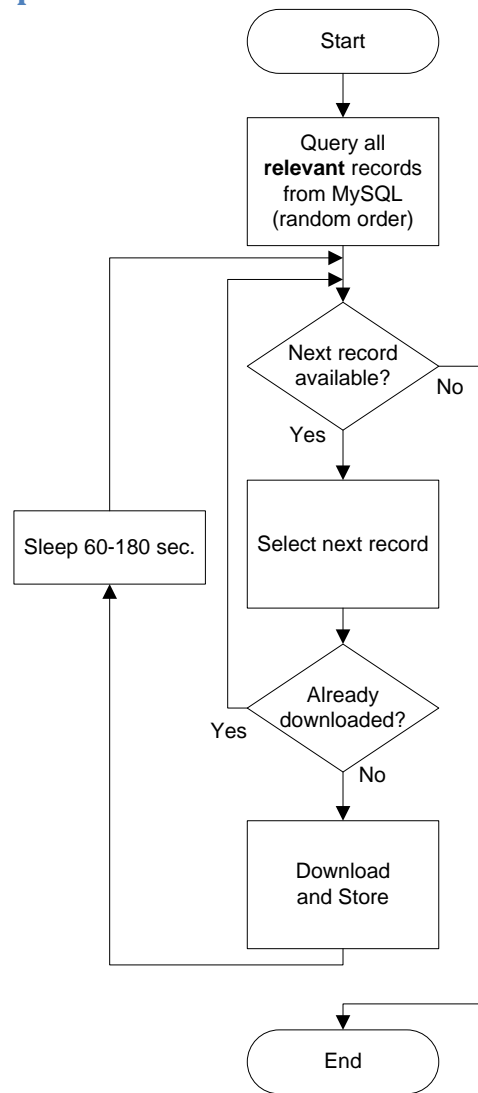 Start
Query all
relevant records
from MySQL
(random order)
Next record
available?
No
Yes
Sleep 60-180 sec.
Select next record
Already
downloaded?
Yes
No
Download
and Store
End